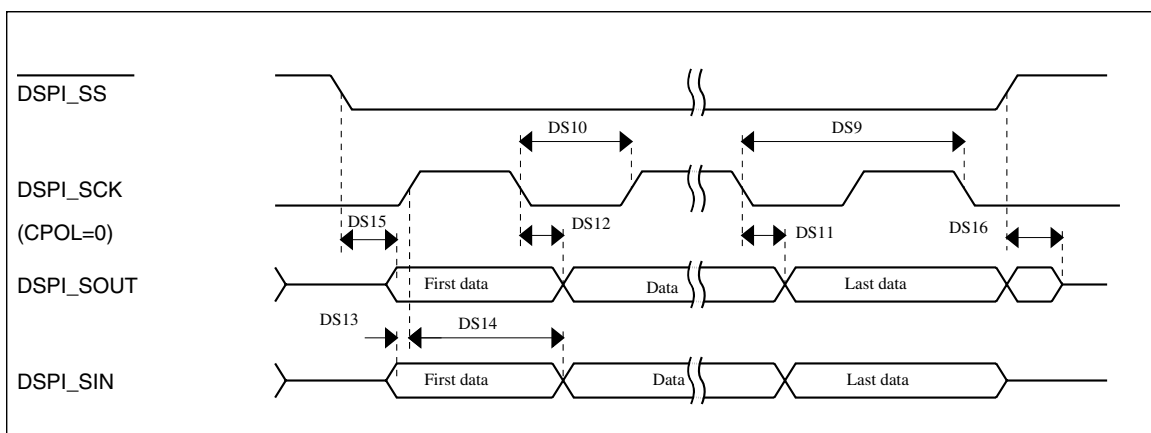 DSPI_SS
DS10
DS9
DSPI_SCK
(CPOL=0)
DS15
DS12
DS11
DS16
DSPI_SOUT
First data
Data
Last data
DS13
DS14
DSPI_SIN
First data
Data
Last data